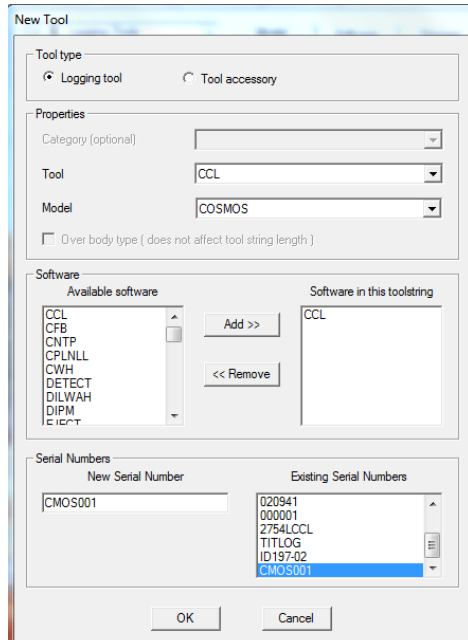 New Tool
Tool type
Logging tool
Tool accessory
Properties
Category (optional)
Tool
CCL
Model
COSMOS
Over body type ( does not affect tool string length )
Software
Available software
Software in this toolstring
CCL
CFB
CNTP
CPLNLL
CWH
DETECT
DILWAH
DIPM
EJECT
Add >>
<< Remove
CCL
Serial Numbers
New Serial Number
Existing Serial Numbers
CMOS001
020941
000001
2754LCCL
TITLOG
ID197-02
CMOS001
OK
Cancel